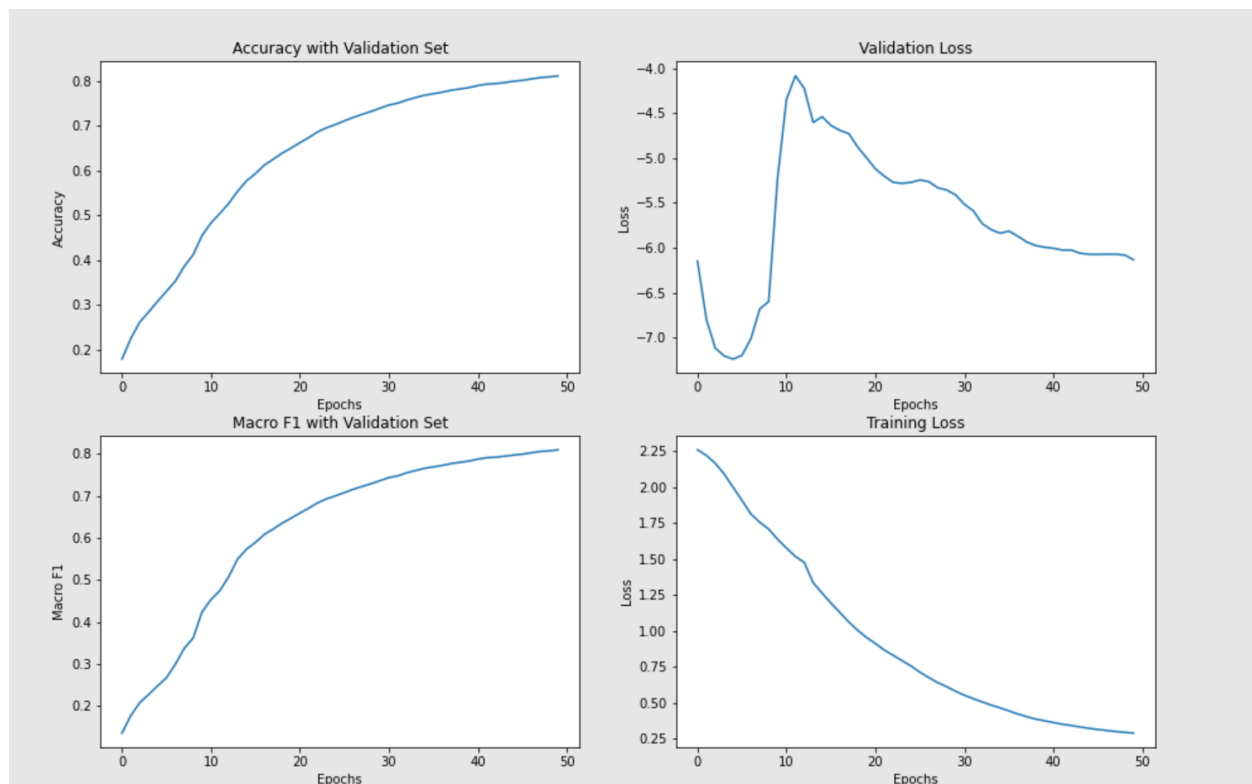 Accuracy with Validation Set
0.8
0.7
0.6
0.5
0.4
0.3
0.2
Accuracy
0 10 20 30 40 50
Epochs
Validation Loss
−4.0
−4.5
−5.0
−5.5
−6.0
−6.5
−7.0
Loss
0 10 20 30 40 50
Epochs
Macro F1 with Validation Set
0.8
0.7
0.6
0.5
0.4
0.3
0.2
Macro F1
0 10 20 30 40 50
Epochs
Training Loss
2.25
2.00
1.75
1.50
1.25
1.00
0.75
0.50
0.25
Loss
0 10 20 30 40 50
Epochs